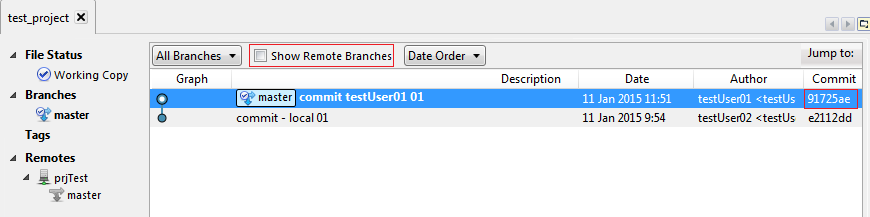 test_project
All Branches Show Remote Branches Date Order Jump to:
File Status
Working Copy
Branches
master
Tags
Remotes
prjTest
master
Graph Description Date Author Commit
master commit testUser01 01 11 Jan 2015 11:51 testUser01 <testUs 91725ae
commit - local 01 11 Jan 2015 9:54 testUser02 <testUs e2112dd